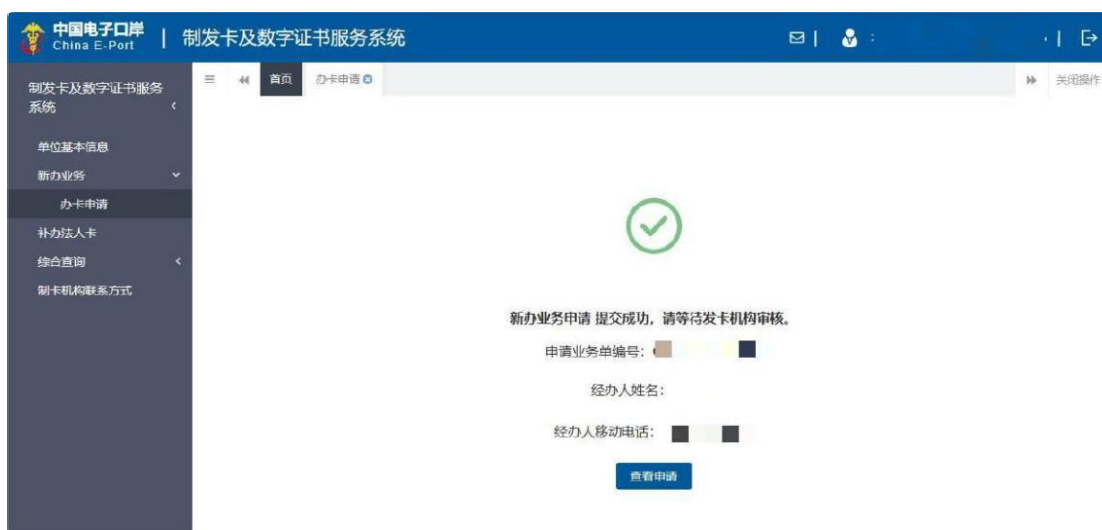 中国电子口岸
China E-Port
制发卡及数字证书服务系统
制发卡及数字证书服务
系统
首页
办卡申请
关闭操作
单位基本信息
新办业务
办卡申请
补办法人卡
综合查询
制卡机构联系方式
新办业务申请 提交成功，请等待发卡机构审核。
申请业务单编号：
经办人姓名：
经办人移动电话：
查看申请